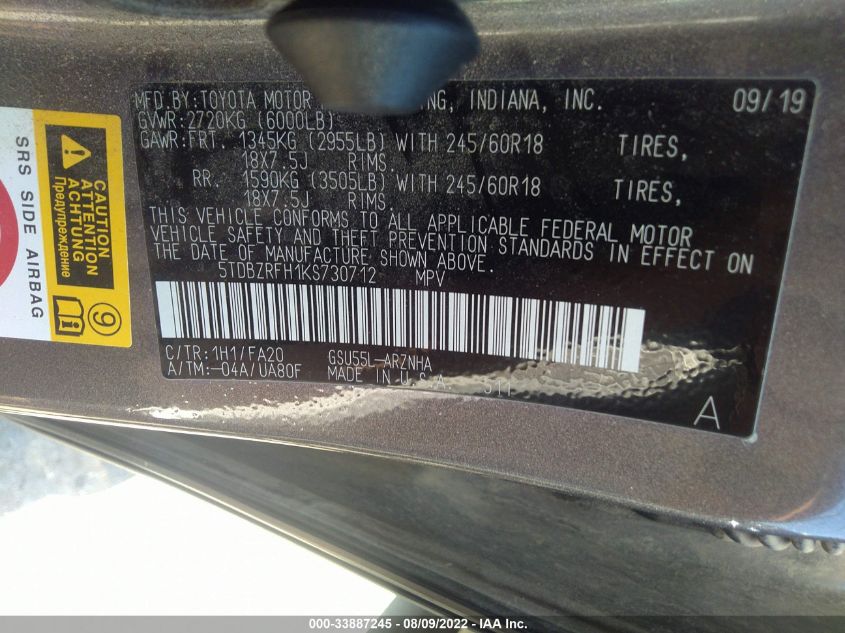 MFD.BY:TOYOTA MOTOR ING, INDIANA, INC. 09/19
GVWR:2720KG (6000LB)
GAWR:FRT. 1345KG (2955LB) WITH 245/60R18 TIRES,
18X7.5J RIMS.
RR. 1590KG (3505LB) WITH 245/60R18 TIRES,
18X7.5J RIMS.
THIS VEHICLE CONFORMS TO ALL APPLICABLE FEDERAL MOTOR
VEHICLE SAFETY AND THEFT PREVENTION STANDARDS IN EFFECT ON
THE DATE OF MANUFACTURE SHOWN ABOVE.
5TDBZRFH1KS730712 MPV
C/TR:1H1/FA20 GSU55L-ARZNHA
A/TM:-04A/UA80F MADE IN U.S.A.
511
A
SRS SIDE AIRBAG
CAUTION
ATTENTION
ACHTUNG
Предупреждение
9
000-33887245 - 08/09/2022 - IAA Inc.